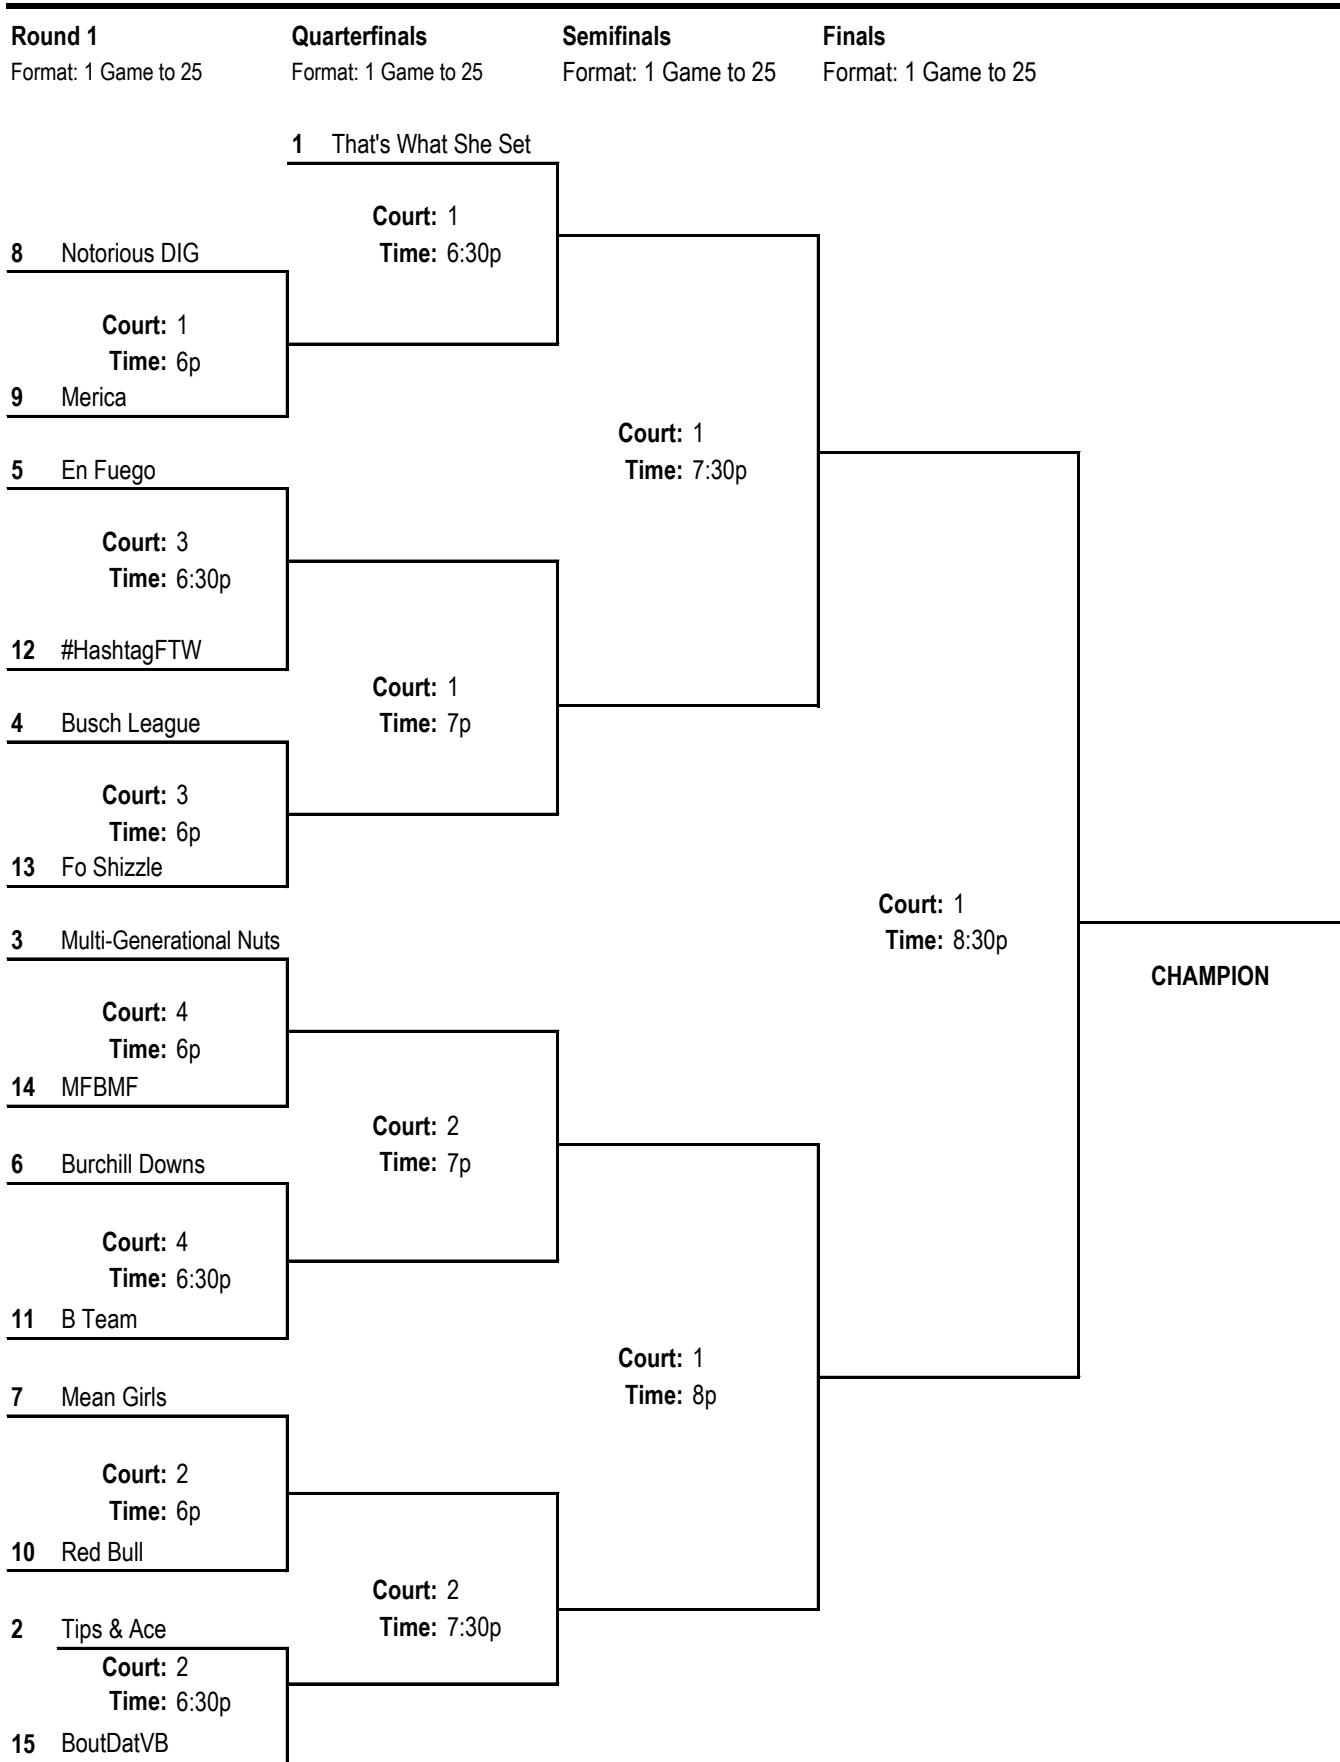 Round 1 Quarterfinals Semifinals Finals
Format: 1 Game to 25 Format: 1 Game to 25 Format: 1 Game to 25 Format: 1 Game to 25
1 That's What She Set
Court: 1
Time: 6:30p
8 Notorious DIG
Court: 1
Time: 6p
9 Merica
Court: 1
Time: 7:30p
5 En Fuego
Court: 3
Time: 6:30p
12 #HashtagFTW
Court: 1
Time: 7p
4 Busch League
Court: 3
Time: 6p
13 Fo Shizzle
Court: 1
Time: 8:30p
CHAMPION
3 Multi-Generational Nuts
Court: 4
Time: 6p
14 MFBMF
Court: 2
Time: 7p
6 Burchill Downs
Court: 4
Time: 6:30p
11 B Team
Court: 1
Time: 8p
7 Mean Girls
Court: 2
Time: 6p
10 Red Bull
Court: 2
Time: 7:30p
2 Tips & Ace
Court: 2
Time: 6:30p
15 BoutDatVB